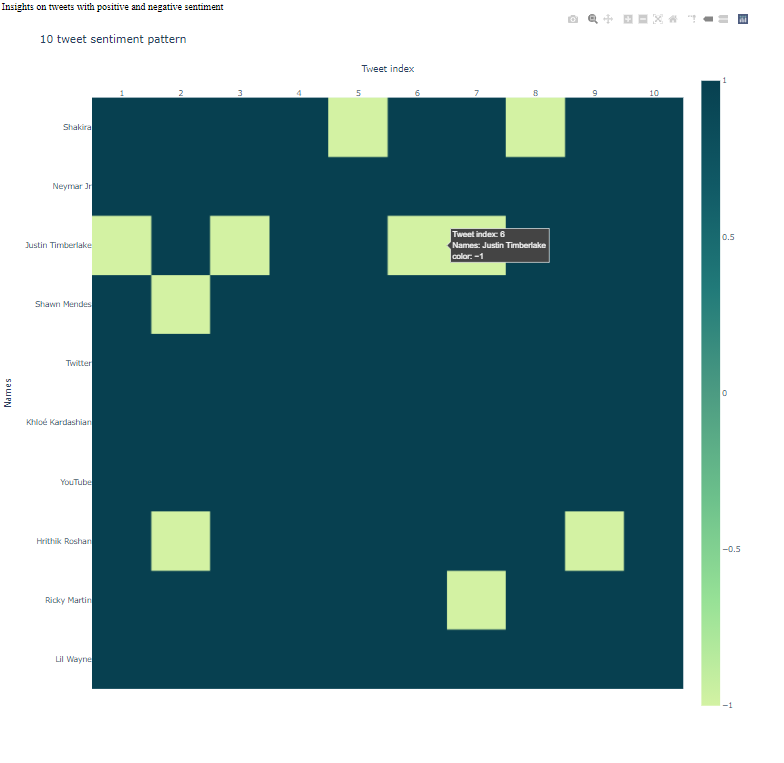 Insights on tweets with positive and negative sentiment
10 tweet sentiment pattern
Tweet index
1 2 3 4 5 6 7 8 9 10
Names
Shakira
Neymar Jr
Justin Timberlake
Shawn Mendes
Twitter
Khloé Kardashian
YouTube
Hrithik Roshan
Ricky Martin
Lil Wayne
Tweet index: 6
Names: Justin Timberlake
color: −1
1
0.5
0
−0.5
−1